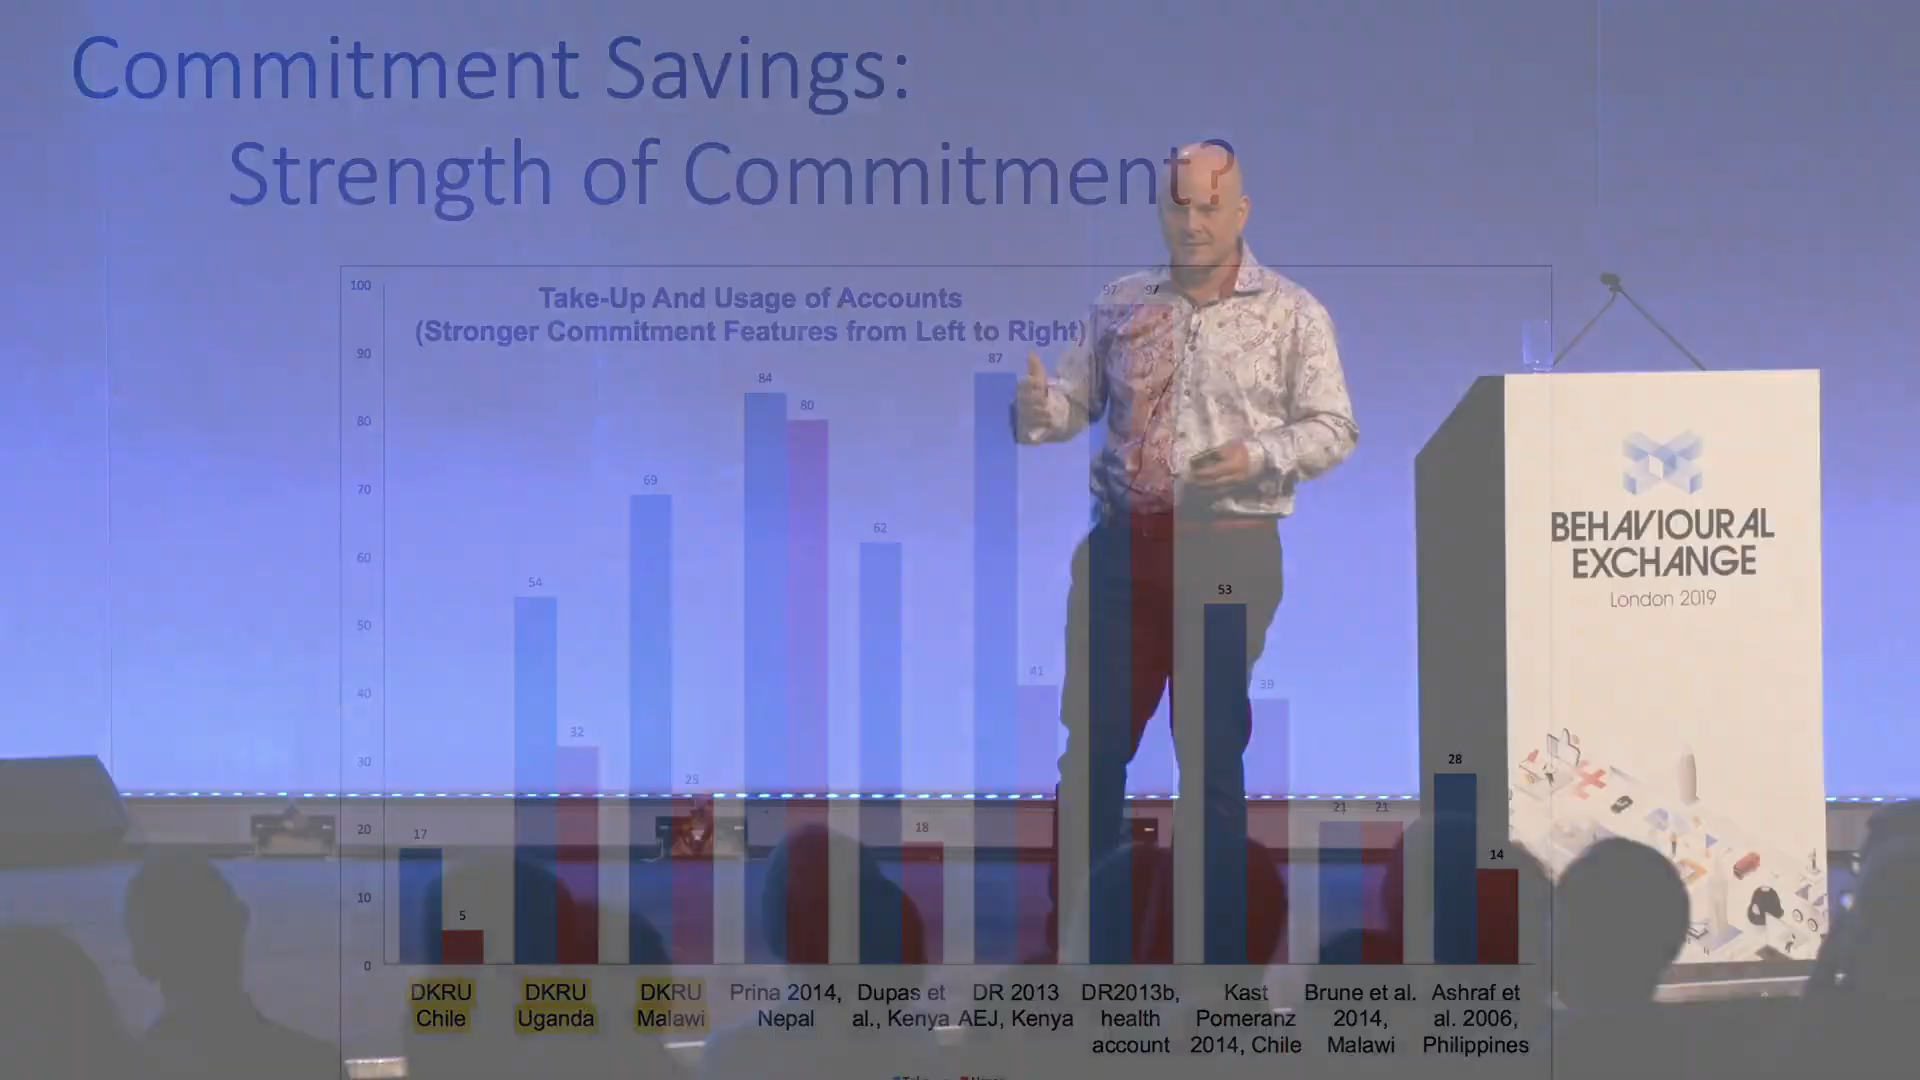 Commitment Savings:
Strength of Commitment?
Take-Up And Usage of Accounts
(Stronger Commitment Features from Left to Right)
100
90
80
70
60
50
40
30
20
10
0
17
5
54
32
69
25
84
80
62
18
87
41
97
97
53
39
21
21
28
14
DKRU
Chile
DKRU
Uganda
DKRU
Malawi
Prina 2014,
Nepal
Dupas et
al., Kenya
DR 2013
AEJ, Kenya
DR2013b,
health
account
Kast
Pomeranz
2014, Chile
Brune et al.
2014,
Malawi
Ashraf et
al. 2006,
Philippines
BEHAVIOURAL
EXCHANGE
London 2019